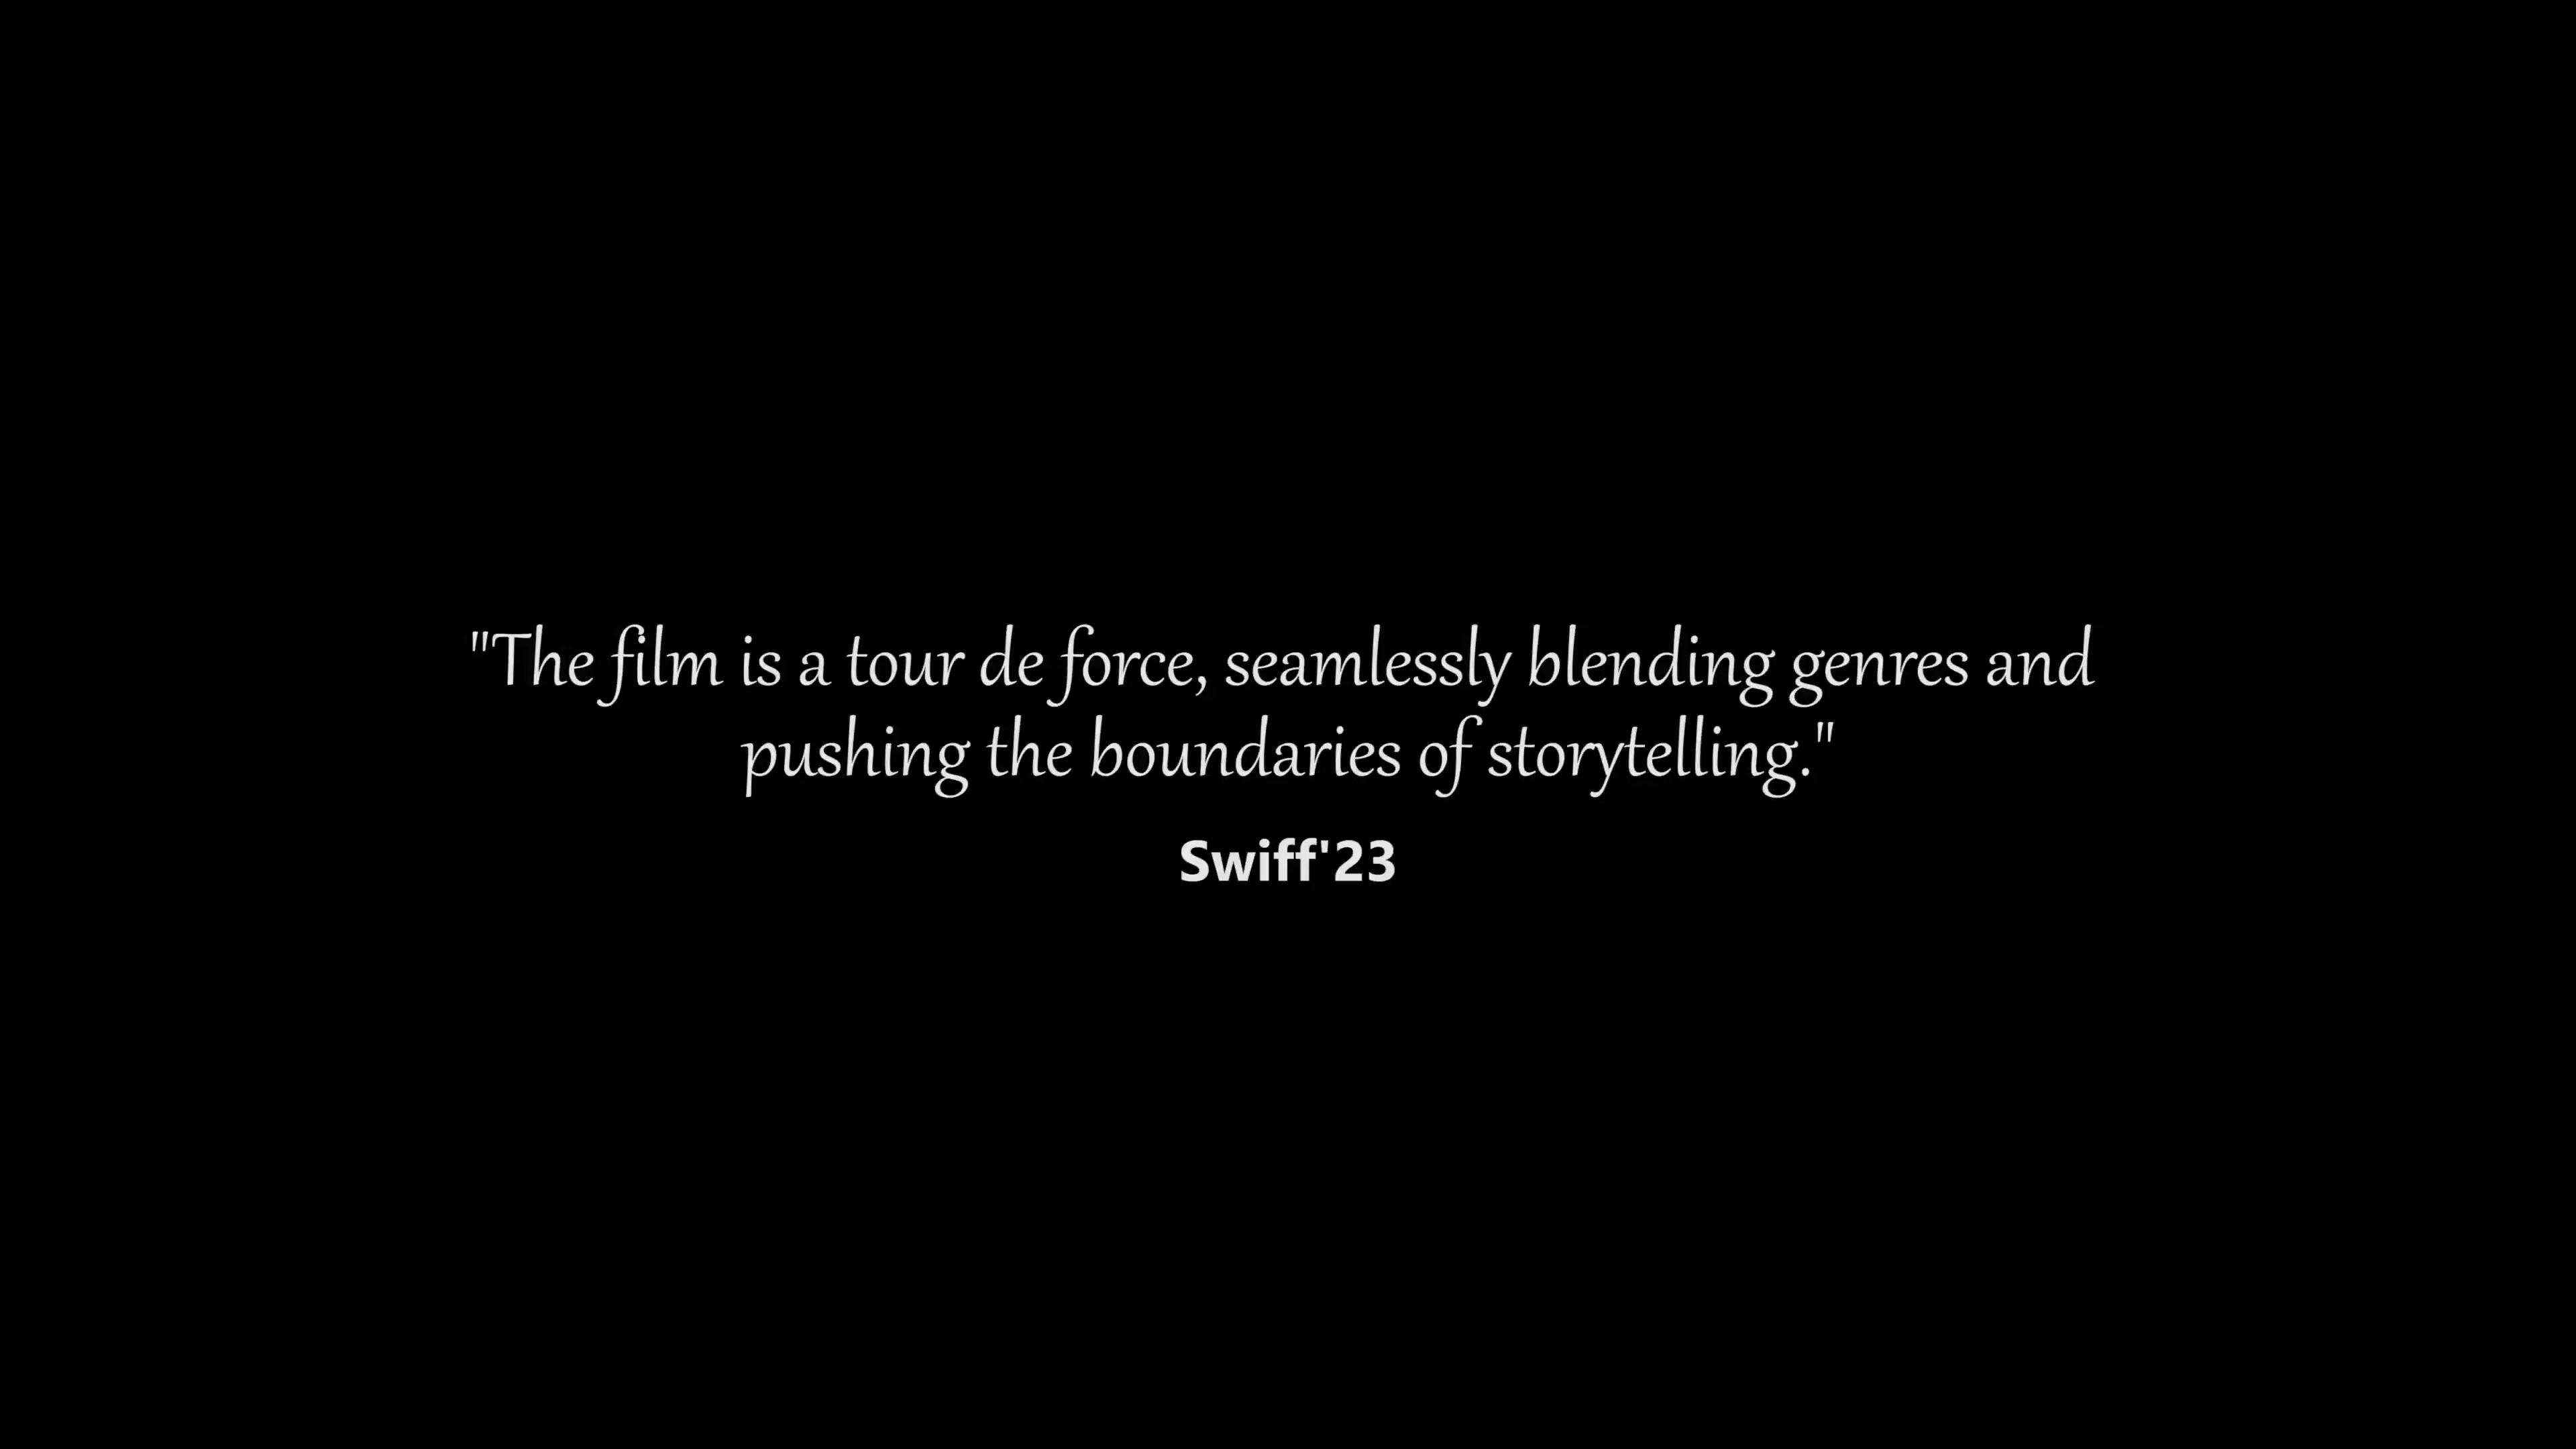 "The film is a tour de force, seamlessly blending genres and
pushing the boundaries of storytelling."
Swiff'23